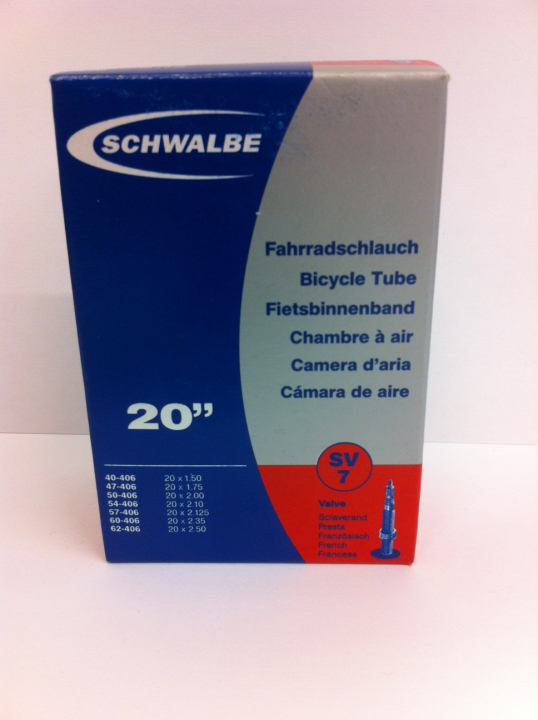 SCHWALBE
Fahrradschlauch
Bicycle Tube
Fietsbinnenband
Chambre à air
Camera d'aria
Cámara de aire
20”
40-406 20 x 1.50
47-406 20 x 1.75
50-406 20 x 2.00
54-406 20 x 2.10
57-406 20 x 2.125
60-406 20 x 2.35
62-406 20 x 2.50
SV
7
Valve
Sclaverand
Presta
Französisch
French
Francese